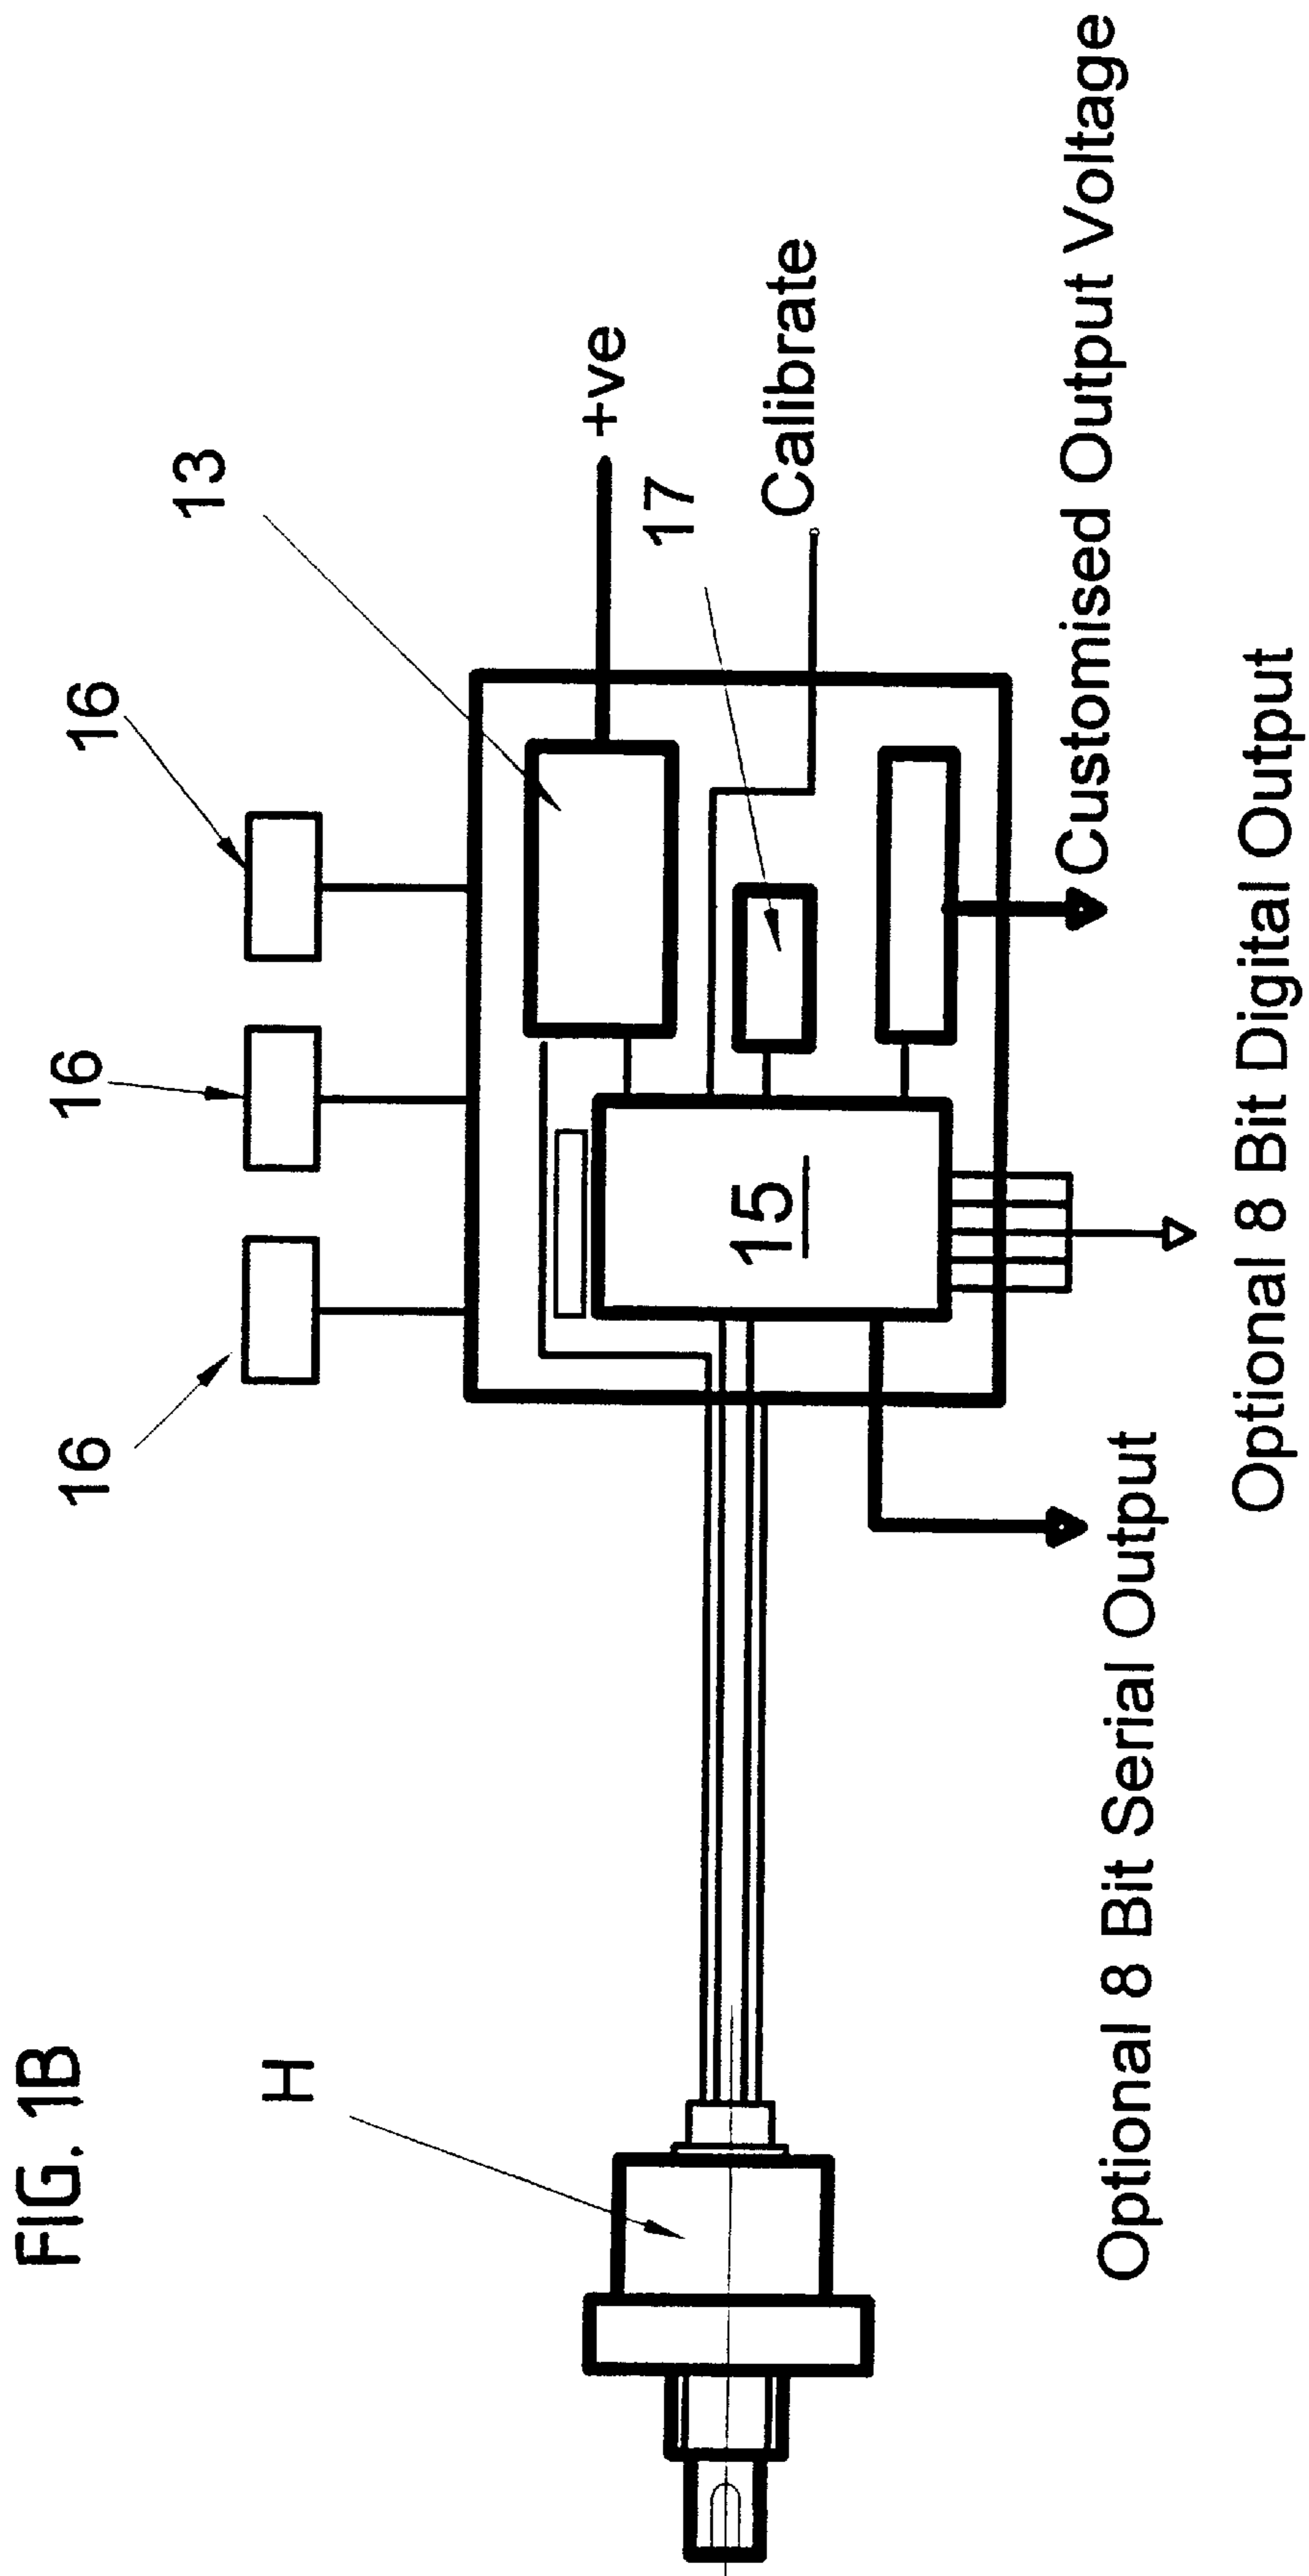 FIG. 1B
H
16
16
16
13
+ve
17
Calibrate
15
Customised Output Voltage
Optional 8 Bit Digital Output
Optional 8 Bit Serial Output